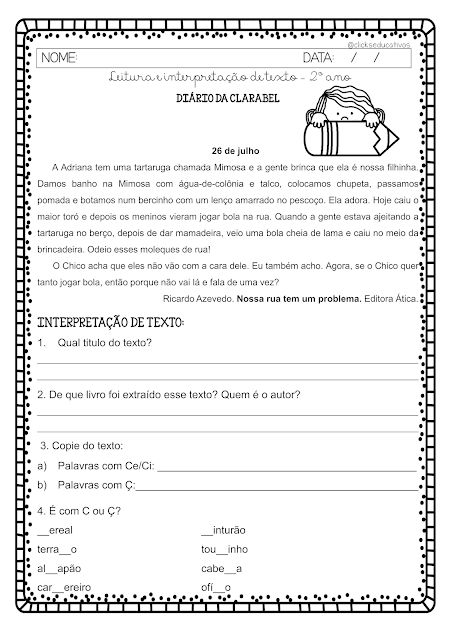 @clickseducativos
NOME: DATA: / /
Leitura e interpretação de texto - 2º ano
DIÁRIO DA CLARABEL
26 de julho
A Adriana tem uma tartaruga chamada Mimosa e a gente brinca que ela é nossa filhinha.
Damos banho na Mimosa com água-de-colônia e talco, colocamos chupeta, passamos
pomada e botamos num bercinho com um lenço amarrado no pescoço. Ela adora. Hoje caiu o
maior toró e depois os meninos vieram jogar bola na rua. Quando a gente estava ajeitando a
tartaruga no berço, depois de dar mamadeira, veio uma bola cheia de lama e caiu no meio da
brincadeira. Odeio esses moleques de rua!
O Chico acha que eles não vão com a cara dele. Eu também acho. Agora, se o Chico quer
tanto jogar bola, então porque não vai lá e fala de uma vez?
Ricardo Azevedo. Nossa rua tem um problema. Editora Ática.
INTERPRETAÇÃO DE TEXTO:
1. Qual titulo do texto?
2. De que livro foi extraído esse texto? Quem é o autor?
3. Copie do texto:
a) Palavras com Ce/Ci: ___
b) Palavras com Ç:___
4. É com C ou Ç?
__ereal __inturão
terra__o tou__inho
al__apão cabe__a
car__ereiro ofí__o